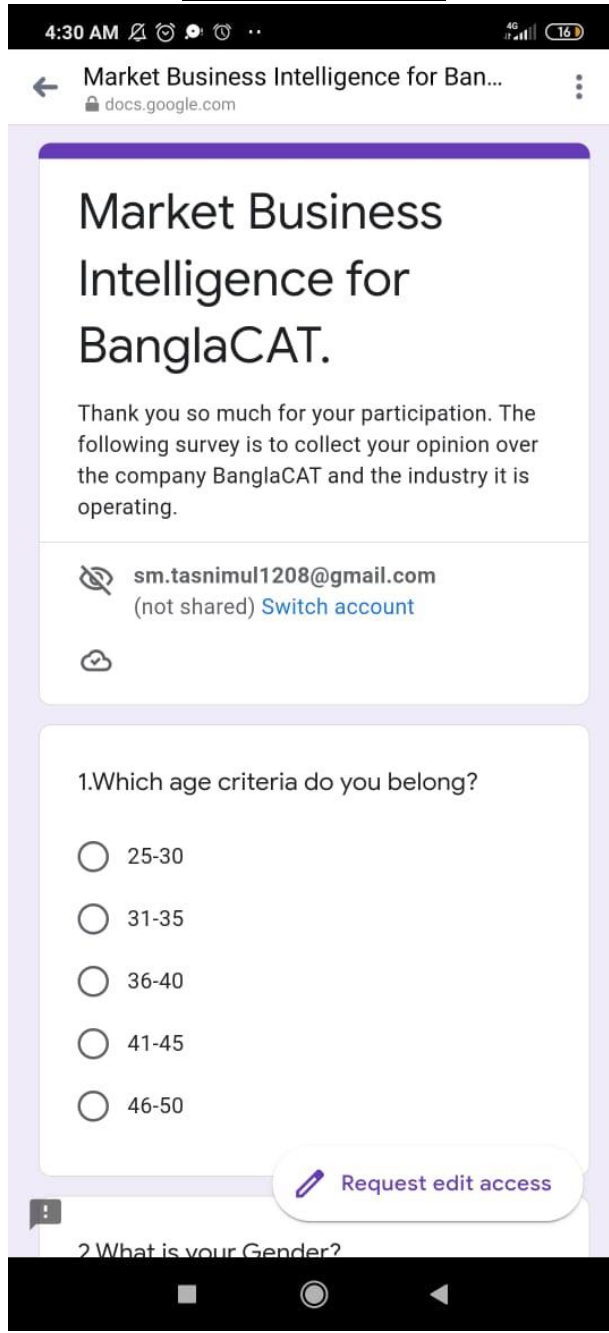 4:30 AM
4G
16
Market Business Intelligence for Ban...
docs.google.com
Market Business
Intelligence for
BanglaCAT.
Thank you so much for your participation. The
following survey is to collect your opinion over
the company BanglaCAT and the industry it is
operating.
sm.tasnimul1208@gmail.com
(not shared) Switch account
1.Which age criteria do you belong?
25-30
31-35
36-40
41-45
46-50
Request edit access
2.What is your Gender?